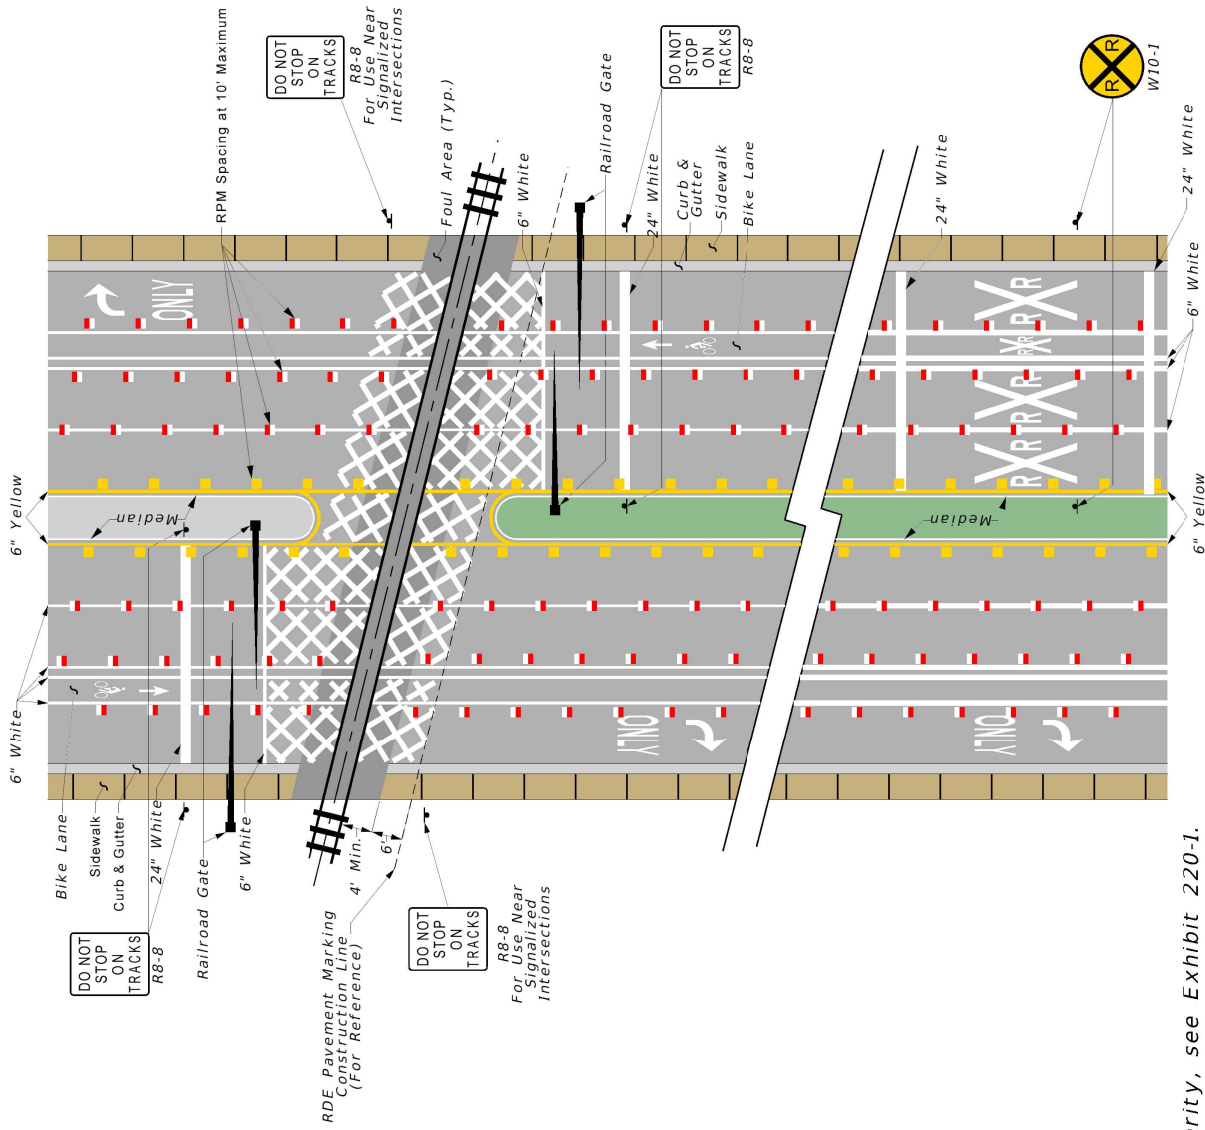 DO NOT
STOP
ON
TRACKS
R8-8
For Use Near
Signalized
Intersections
RPM Spacing at 10' Maximum
Foul Area (Typ.)
6" White
Railroad Gate
DO NOT
STOP
ON
TRACKS
R8-8
24" White
Curb &
Gutter
Sidewalk
Bike Lane
24" White
R R
W10-1
24" White
6" White
6" Yellow
ONLY
R R
R R
R R
R R
Median
Median
6" Yellow
6" White
Bike Lane
Sidewalk
Curb & Gutter
24" White
DO NOT
STOP
ON
TRACKS
R8-8
Railroad Gate
6" White
4' Min.
6'
RDE Pavement Marking
Construction Line
(For Reference)
DO NOT
STOP
ON
TRACKS
R8-8
For Use Near
Signalized
Intersections
ONLY
ONLY
rity, see Exhibit 220-1.